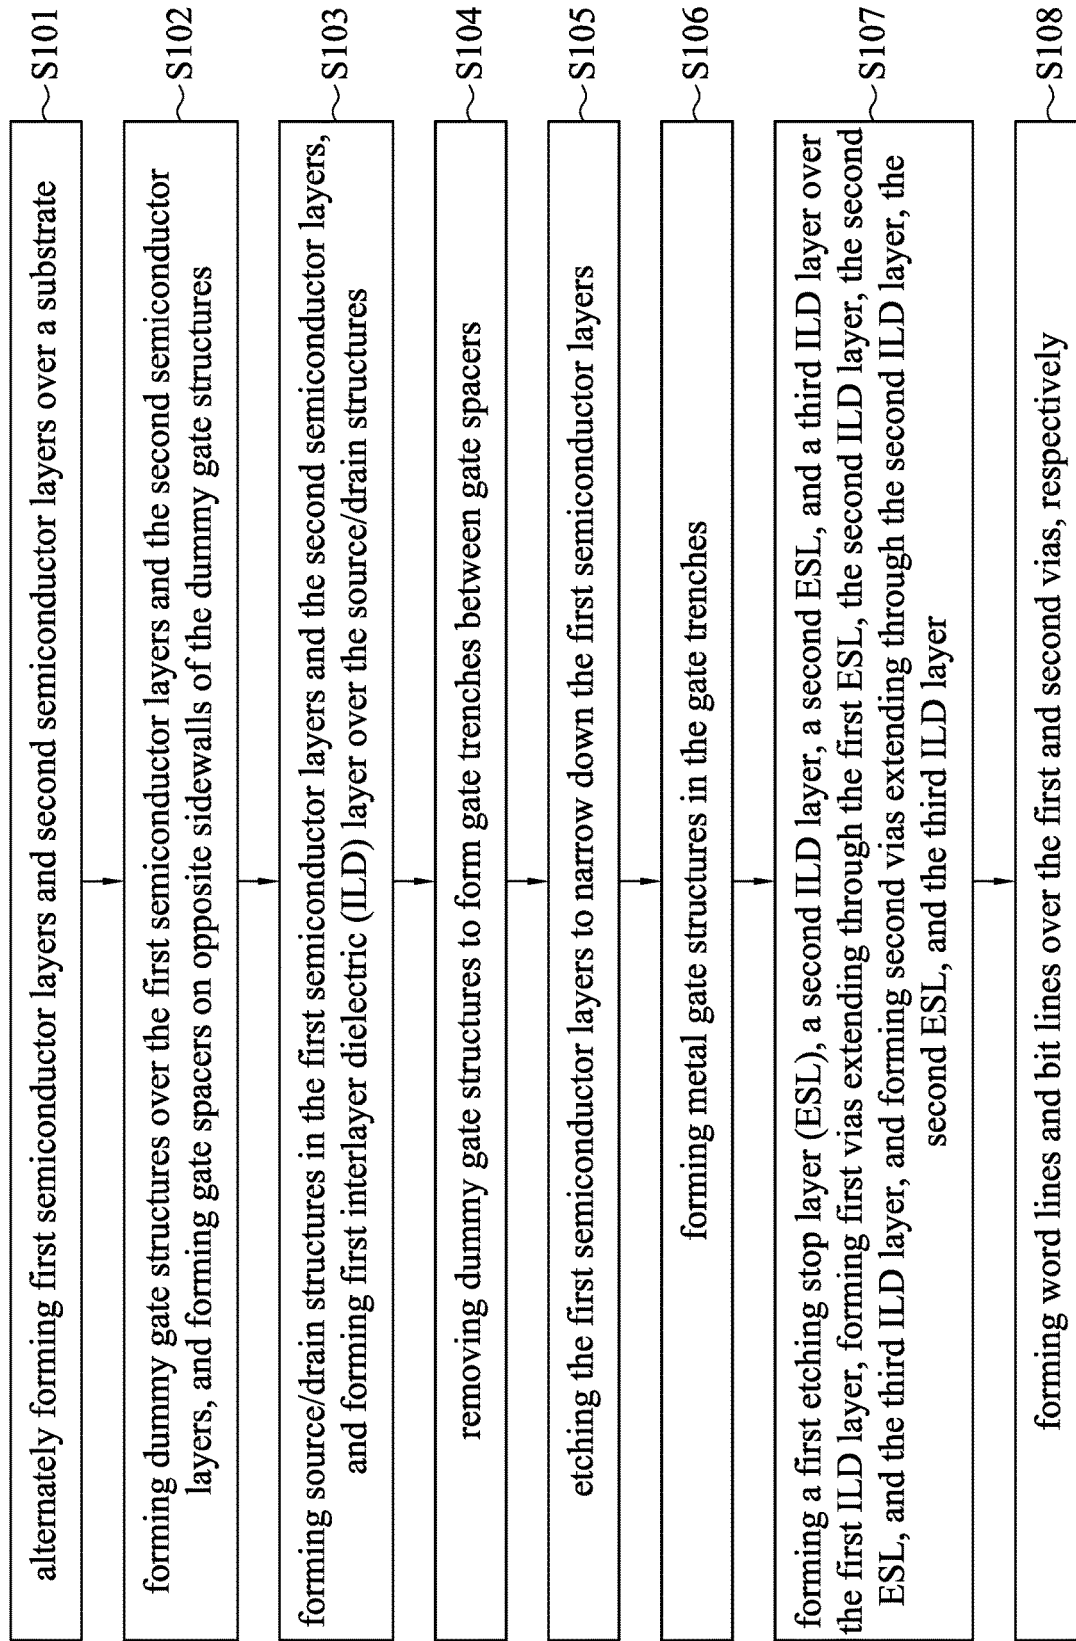 alternately forming first semiconductor layers and second semiconductor layers over a substrate
S101
forming dummy gate structures over the first semiconductor layers and the second semiconductor
layers, and forming gate spacers on opposite sidewalls of the dummy gate structures
S102
forming source/drain structures in the first semiconductor layers and the second semiconductor layers,
and forming first interlayer dielectric (ILD) layer over the source/drain structures
S103
removing dummy gate structures to form gate trenches between gate spacers
S104
etching the first semiconductor layers to narrow down the first semiconductor layers
S105
forming metal gate structures in the gate trenches
S106
forming a first etching stop layer (ESL), a second ILD layer, a second ESL, and a third ILD layer over
the first ILD layer, forming first vias extending through the first ESL, the second ILD layer, the second
ESL, and the third ILD layer, and forming second vias extending through the second ILD layer, the
second ESL, and the third ILD layer
S107
forming word lines and bit lines over the first and second vias, respectively
S108